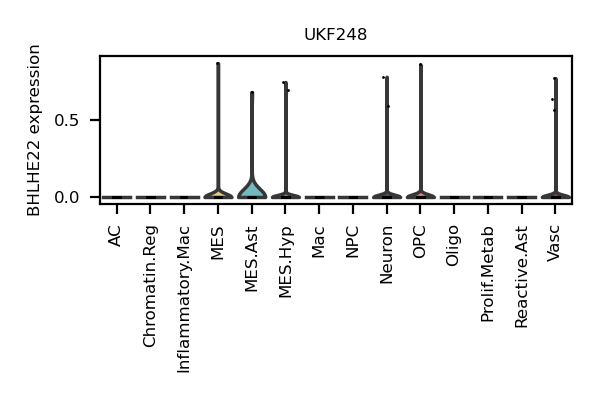 UKF248
BHLHE22 expression
0.5
0.0
AC
Chromatin.Reg
Inflammatory.Mac
MES
MES.Ast
MES.Hyp
Mac
NPC
Neuron
OPC
Oligo
Prolif.Metab
Reactive.Ast
Vasc